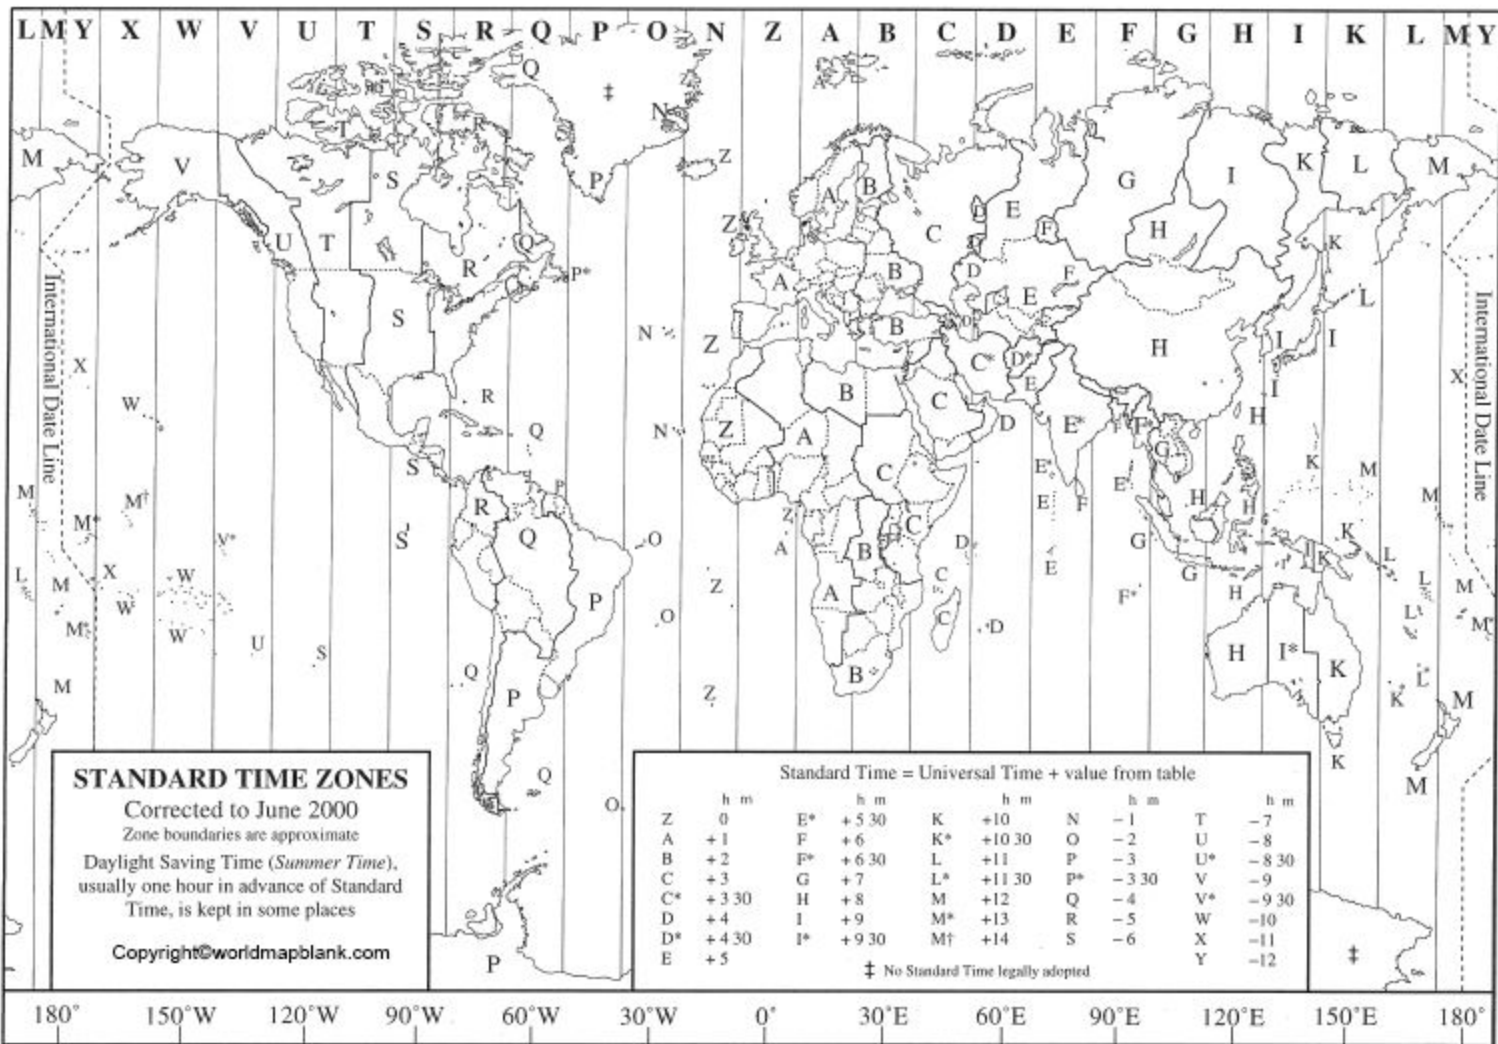 L M Y X W V U T S R Q P O N Z A B C D E F G H I K L M Y
Q
‡
Z
A
N
T
R
Z
M
V
S
P
A
B
G
I
K
L
M
D
E
Z
U
T
Q
C
F
H
K
R
P*
A
B
D
F
International Date Line
S
E
L
International Date Line
N
Z
B
H
I
I
X
C*
D*
E
X
W
R
B
C
I
H
N
Q
Z
A
D
E*
F*
G
S
C
E*
K
M
M
M†
R
P
E
E
F
H
H
M
M*
V*
S
Q
O
Z
A
B
C
D
G
I
K
K
L
L
M
X
W
W
Z
C
E
G
L
M
W
P
O
A
C
F*
H
L*
M*
W
U
S
D
H
I*
K
M*
M
Q
P
Z
B
K*
L*
M
Q
O
K
M
STANDARD TIME ZONES
Corrected to June 2000
Zone boundaries are approximate
Daylight Saving Time (Summer Time),
usually one hour in advance of Standard
Time, is kept in some places
Copyright©worldmapblank.com
P
Standard Time = Universal Time + value from table
h m h m h m h m h m
Z 0 E* +5 30 K +10 N −1 T −7
A +1 F +6 K* +10 30 O −2 U −8
B +2 F* +6 30 L +11 P −3 U* −8 30
C +3 G +7 L* +11 30 P* −3 30 V −9
C* +3 30 H +8 M +12 Q −4 V* −9 30
D +4 I +9 M* +13 R −5 W −10
D* +4 30 I* +9 30 M† +14 S −6 X −11
E +5 Y −12
‡ No Standard Time legally adopted
‡
180° 150°W 120°W 90°W 60°W 30°W 0° 30°E 60°E 90°E 120°E 150°E 180°